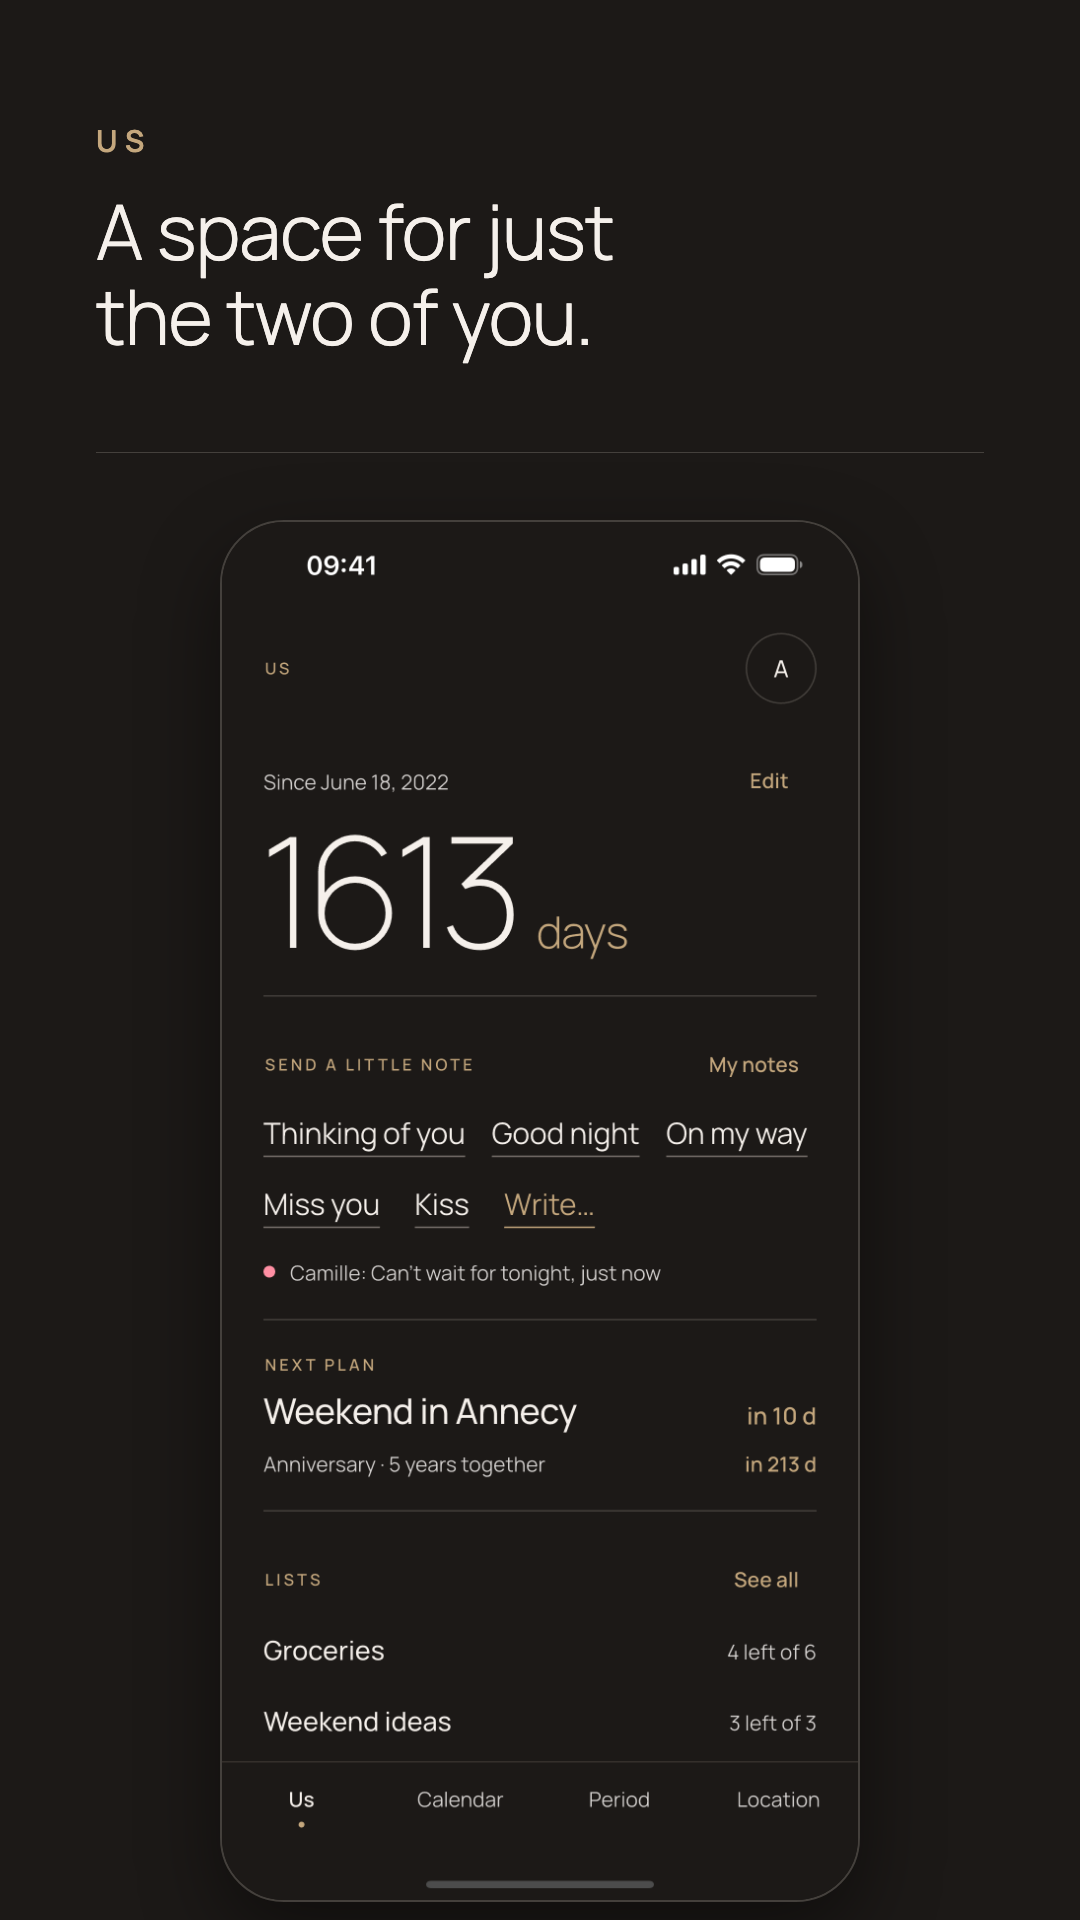 US
A space for just
the two of you.
09:41
US
A
Since June 18, 2022
Edit
1613 days
SEND A LITTLE NOTE
My notes
Thinking of you
Good night
On my way
Miss you
Kiss
Write...
Camille: Can't wait for tonight, just now
NEXT PLAN
Weekend in Annecy
in 10 d
Anniversary · 5 years together
in 213 d
LISTS
See all
Groceries
4 left of 6
Weekend ideas
3 left of 3
Us
Calendar
Period
Location